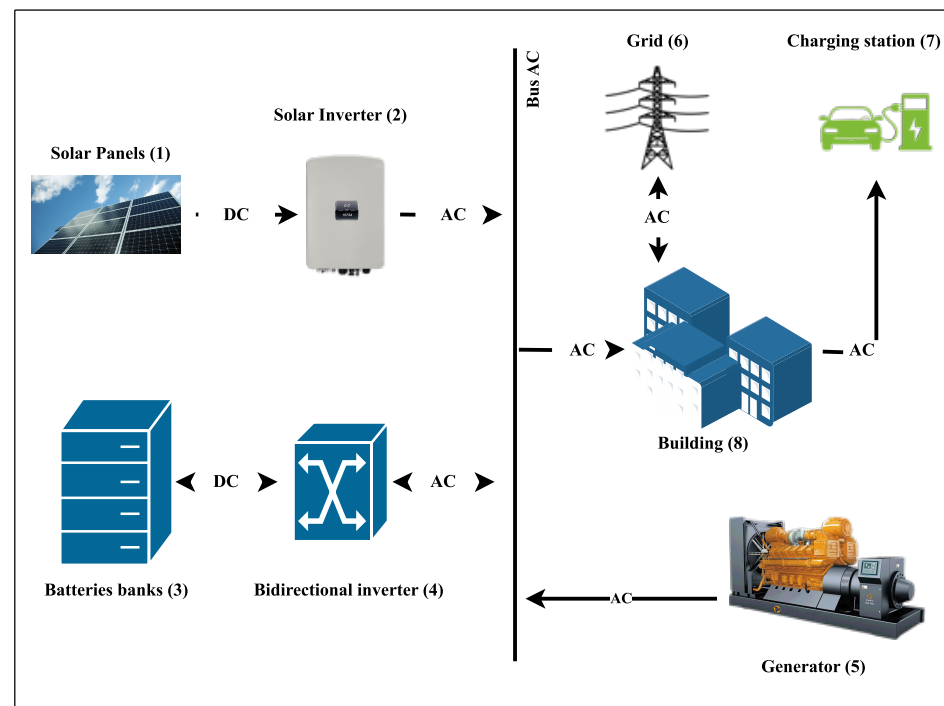 Grid (6)
Charging station (7)
Bus AC
Solar Inverter (2)
Solar Panels (1)
DC
AC
AC
AC
AC
Building (8)
DC
AC
Batteries banks (3)
Bidirectional inverter (4)
AC
Generator (5)